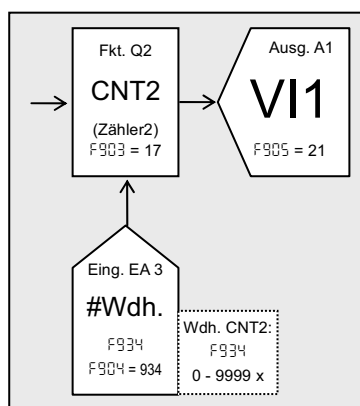 Fkt. Q2
CNT2
(Zähler2)
F903 = 17
Ausg. A1
VI1
F905 = 21
Eing. EA 3
#Wdh.
F934
F904 = 934
Wdh. CNT2:
F934
0 - 9999 x